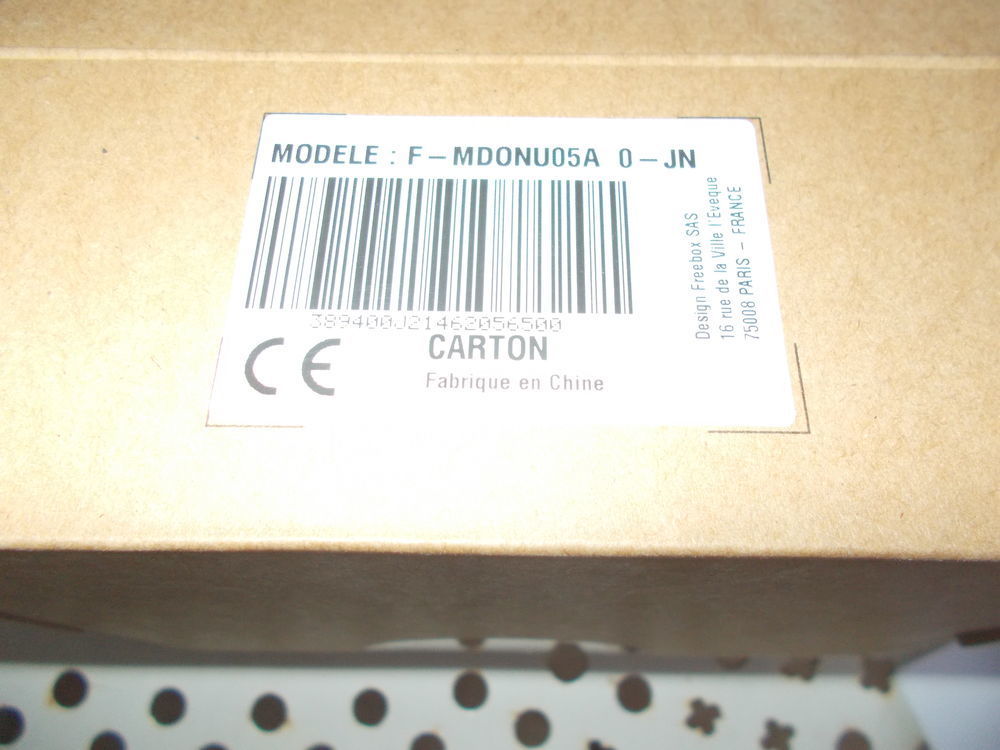 MODELE : F-MDONU05A 0-JN
389400J21462056500
CARTON
CE
Fabrique en Chine
Design Freebox SAS
16 rue de la Ville l'Eveque
75008 PARIS - FRANCE